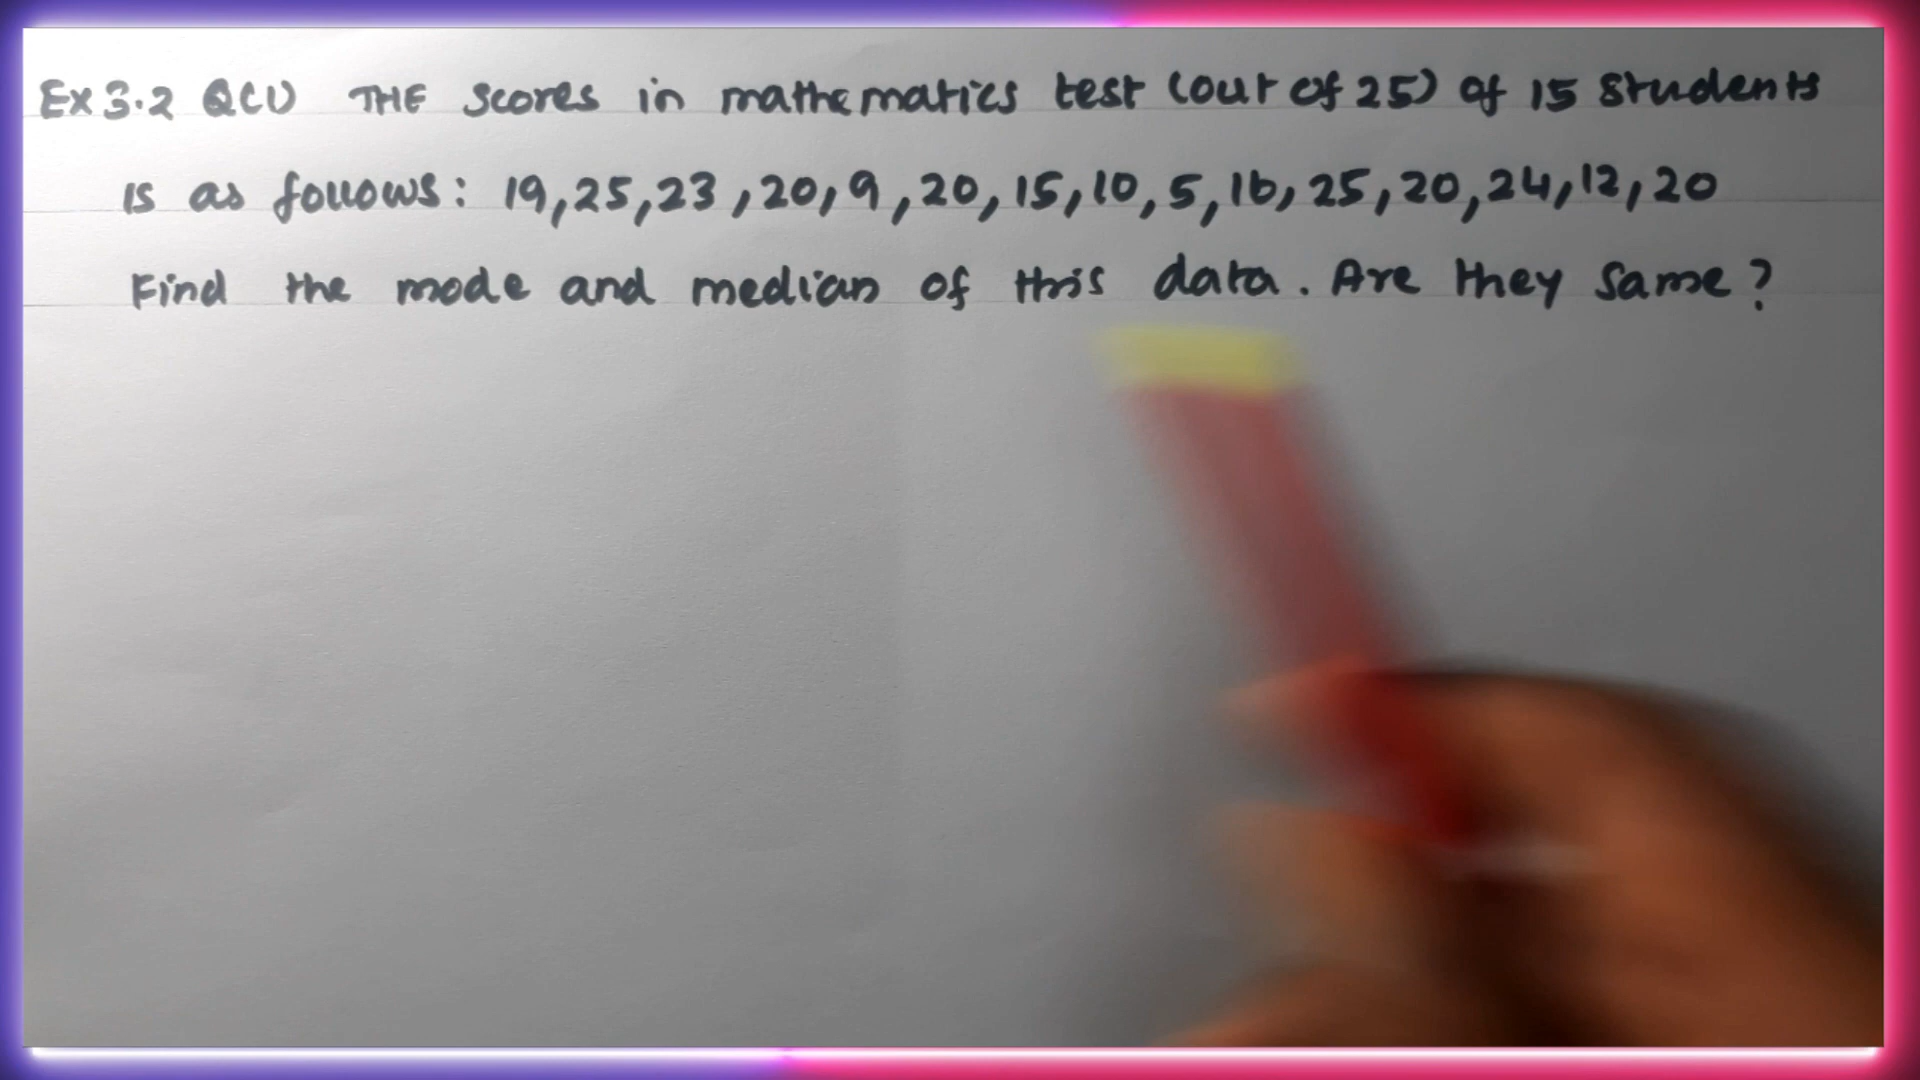 Ex 3.2 Q(1) THE scores in mathematics test (out of 25) of 15 students
is as follows: 19,25,23,20,9,20,15,10,5,16,25,20,24,12,20
Find the mode and median of this data. Are they same?